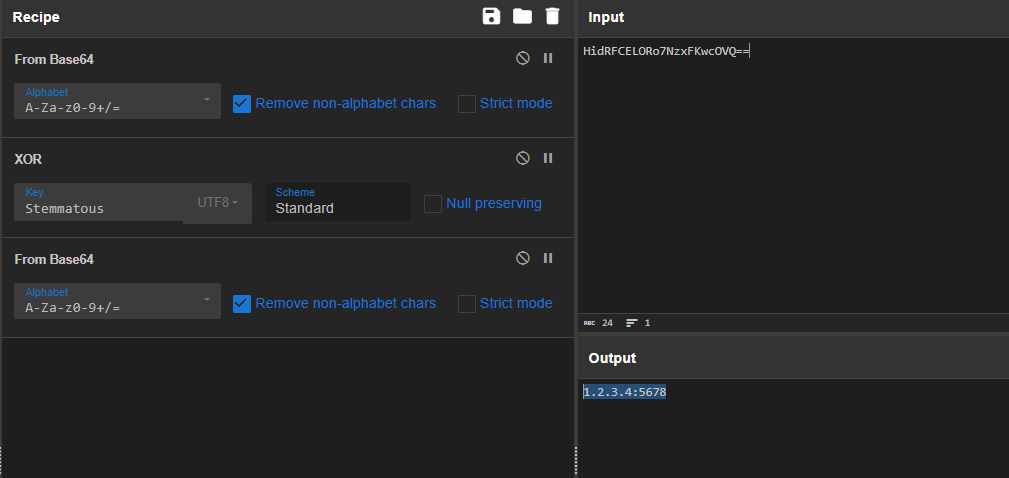 Recipe
From Base64
Alphabet
A-Za-z0-9+/=
Remove non-alphabet chars
Strict mode
XOR
Key
Stemmatous
UTF8
Scheme
Standard
Null preserving
From Base64
Alphabet
A-Za-z0-9+/=
Remove non-alphabet chars
Strict mode
Input
HidRFCELORo7NzxFKwcOVQ==
ABC 24 1
Output
1.2.3.4:5678